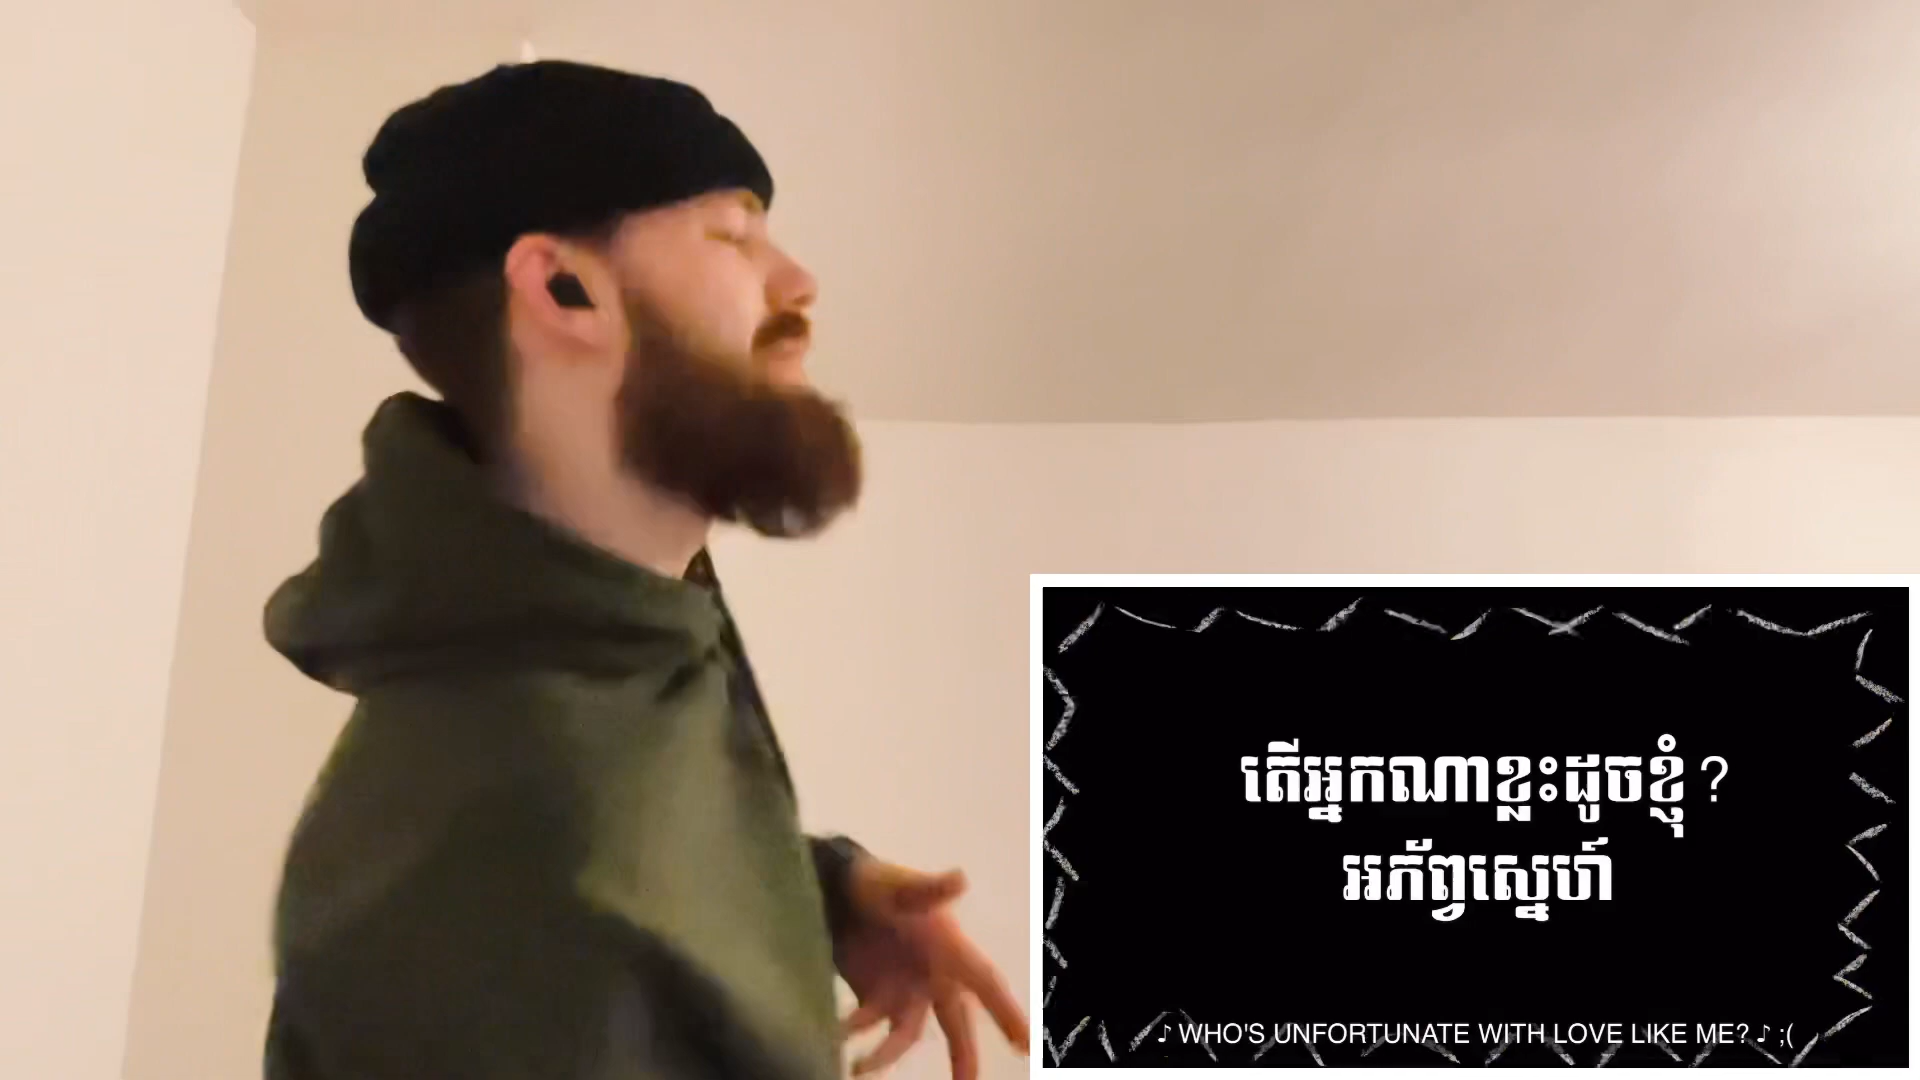 តើអ្នកណាខ្លះដូចខ្ញុំ ?
អភ័ព្វស្នេហ៍
♪ WHO'S UNFORTUNATE WITH LOVE LIKE ME? ♪ ;(